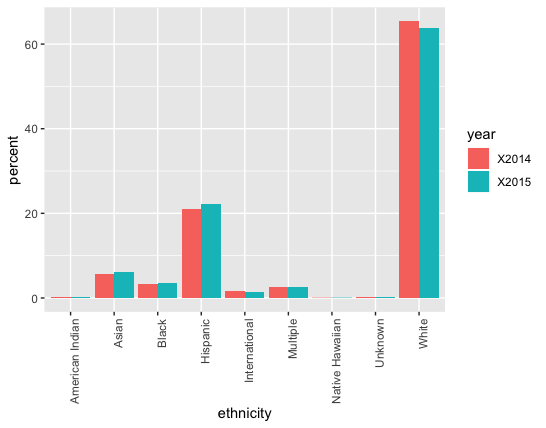 60
40
20
0
percent
American Indian
Asian
Black
Hispanic
International
Multiple
Native Hawaiian
Unknown
White
ethnicity
year
X2014
X2015